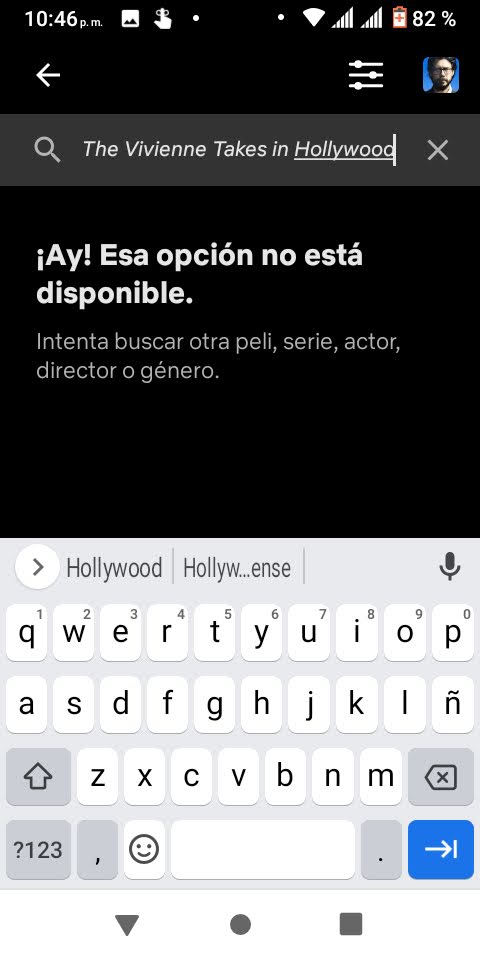 10:46 p. m. 82 %
The Vivienne Takes in Hollywood
¡Ay! Esa opción no está
disponible.
Intenta buscar otra peli, serie, actor,
director o género.
Hollywood Hollyw...ense
1 2 3 4 5 6 7 8 9 0
q w e r t y u i o p
a s d f g h j k l ñ
z x c v b n m
?123 , .